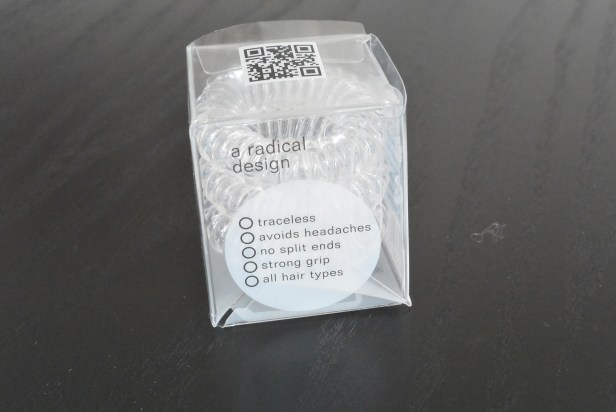 a radical
design
traceless
avoids headaches
no split ends
strong grip
all hair types